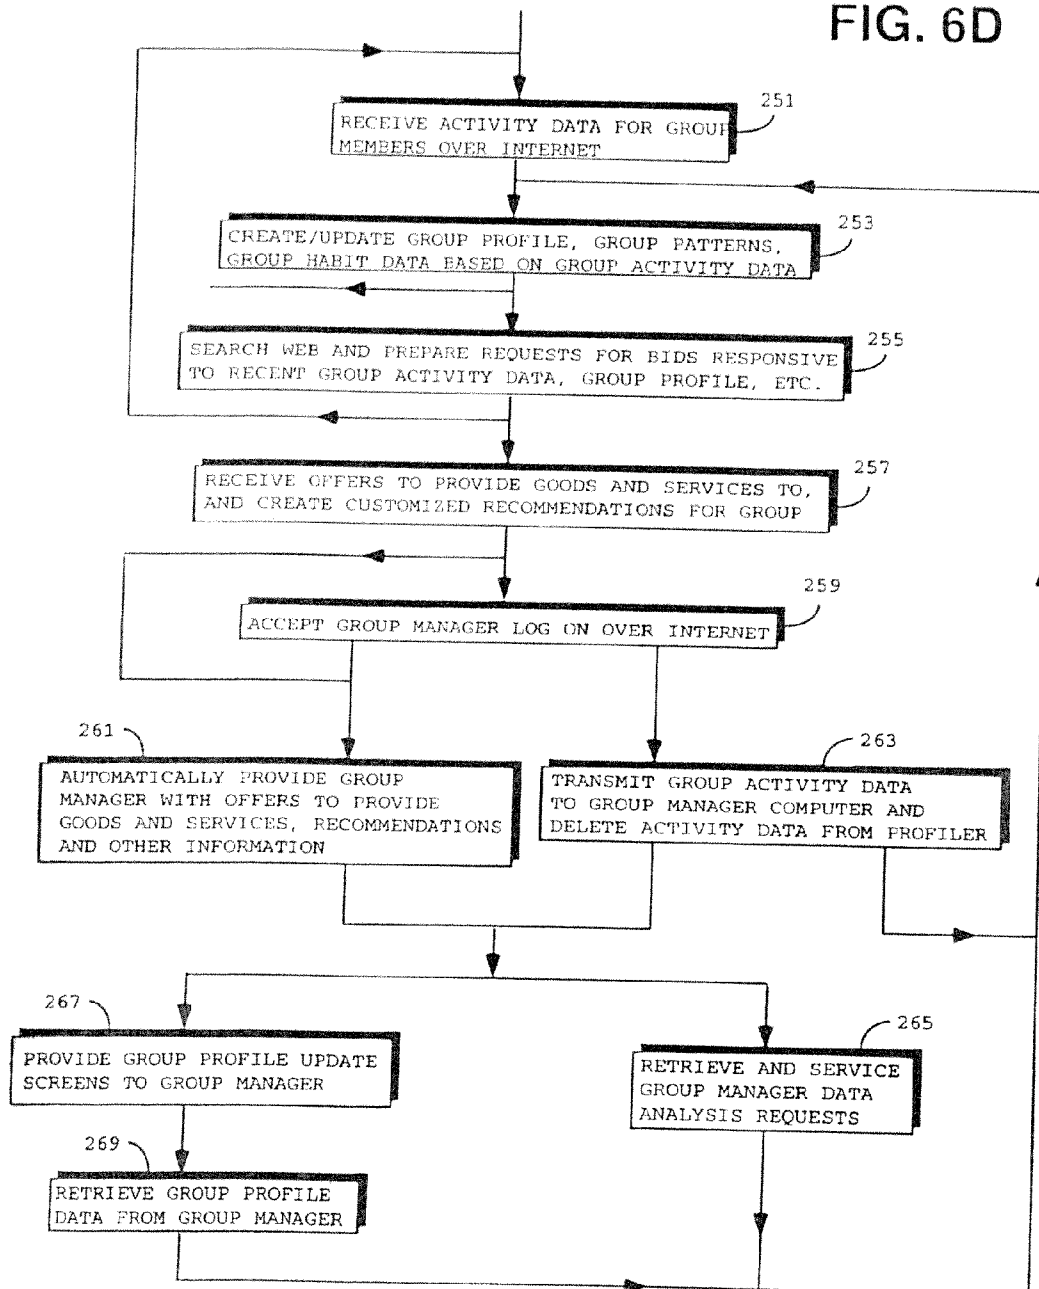 FIG. 6D
251
RECEIVE ACTIVITY DATA FOR GROUP
MEMBERS OVER INTERNET
253
CREATE/UPDATE GROUP PROFILE, GROUP PATTERNS,
GROUP HABIT DATA BASED ON GROUP ACTIVITY DATA
255
SEARCH WEB AND PREPARE REQUESTS FOR BIDS RESPONSIVE
TO RECENT GROUP ACTIVITY DATA, GROUP PROFILE, ETC.
257
RECEIVE OFFERS TO PROVIDE GOODS AND SERVICES TO,
AND CREATE CUSTOMIZED RECOMMENDATIONS FOR GROUP
259
ACCEPT GROUP MANAGER LOG ON OVER INTERNET
261
AUTOMATICALLY PROVIDE GROUP
MANAGER WITH OFFERS TO PROVIDE
GOODS AND SERVICES, RECOMMENDATIONS
AND OTHER INFORMATION
263
TRANSMIT GROUP ACTIVITY DATA
TO GROUP MANAGER COMPUTER AND
DELETE ACTIVITY DATA FROM PROFILER
267
PROVIDE GROUP PROFILE UPDATE
SCREENS TO GROUP MANAGER
265
RETRIEVE AND SERVICE
GROUP MANAGER DATA
ANALYSIS REQUESTS
269
RETRIEVE GROUP PROFILE
DATA FROM GROUP MANAGER